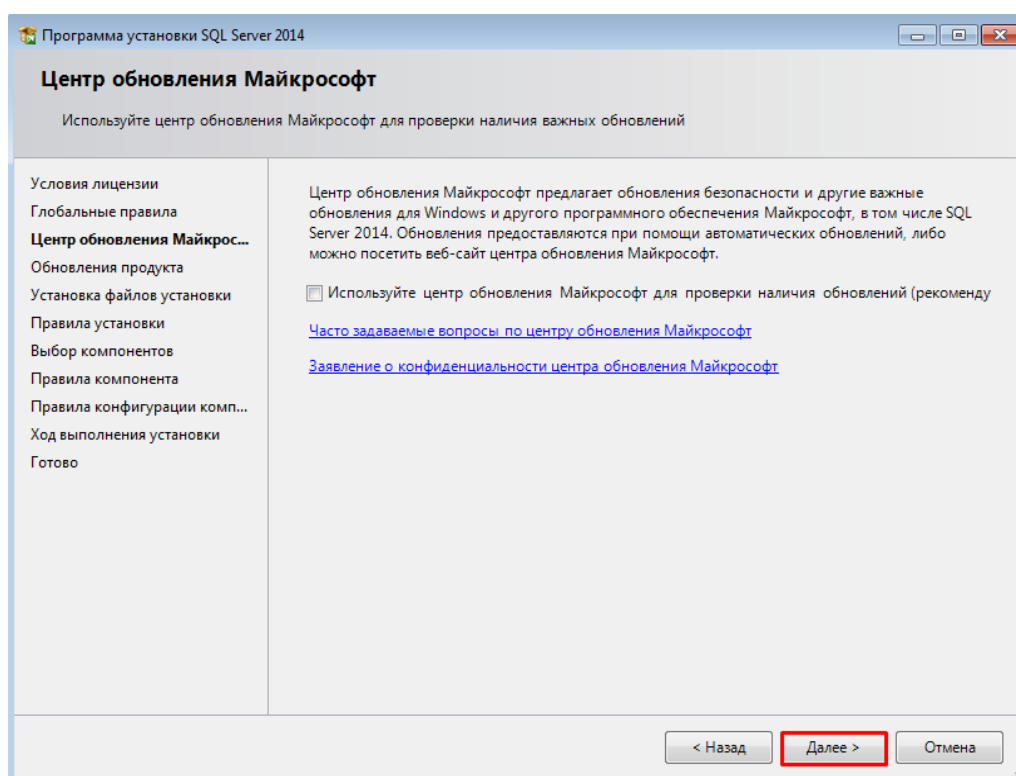 Программа установки SQL Server 2014
Центр обновления Майкрософт
Используйте центр обновления Майкрософт для проверки наличия важных обновлений
Условия лицензии
Глобальные правила
Центр обновления Майкрос...
Обновления продукта
Установка файлов установки
Правила установки
Выбор компонентов
Правила компонента
Правила конфигурации комп...
Ход выполнения установки
Готово
Центр обновления Майкрософт предлагает обновления безопасности и другие важные
обновления для Windows и другого программного обеспечения Майкрософт, в том числе SQL
Server 2014. Обновления предоставляются при помощи автоматических обновлений, либо
можно посетить веб-сайт центра обновления Майкрософт.
Используйте центр обновления Майкрософт для проверки наличия обновлений (рекоменду
Часто задаваемые вопросы по центру обновления Майкрософт
Заявление о конфиденциальности центра обновления Майкрософт
< Назад
Далее >
Отмена